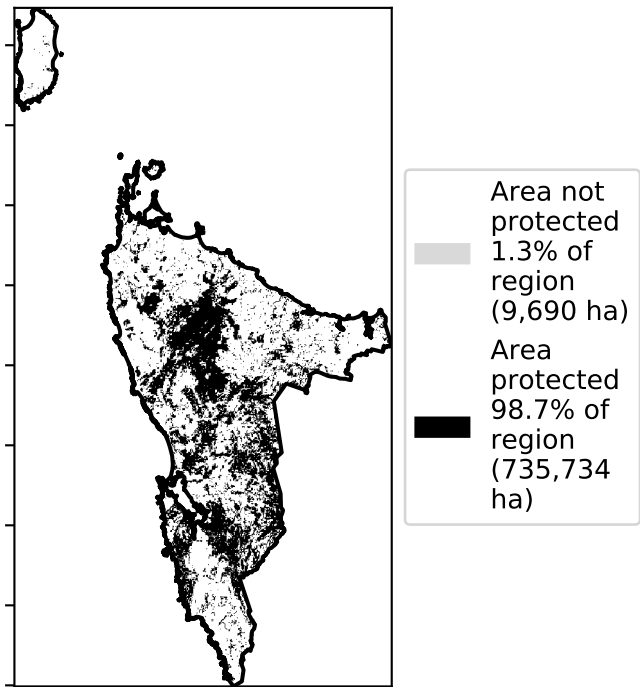 Area not
protected
1.3% of
region
(9,690 ha)
Area
protected
98.7% of
region
(735,734
ha)